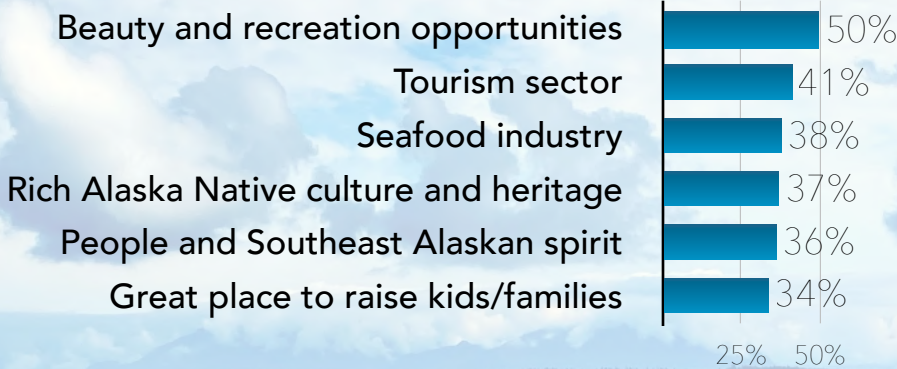 Beauty and recreation opportunities 50%
Tourism sector 41%
Seafood industry 38%
Rich Alaska Native culture and heritage 37%
People and Southeast Alaskan spirit 36%
Great place to raise kids/families 34%
25% 50%